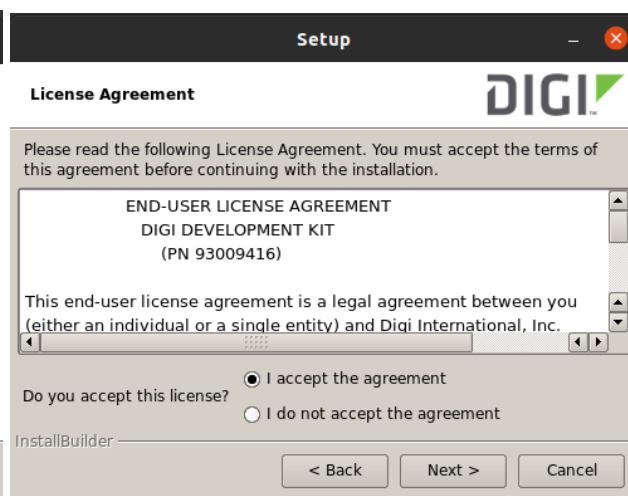 Setup
License Agreement
DIGI
Please read the following License Agreement. You must accept the terms of
this agreement before continuing with the installation.
END-USER LICENSE AGREEMENT
DIGI DEVELOPMENT KIT
(PN 93009416)
This end-user license agreement is a legal agreement between you
(either an individual or a single entity) and Digi International, Inc.
Do you accept this license?
I accept the agreement
I do not accept the agreement
InstallBuilder
< Back Next > Cancel